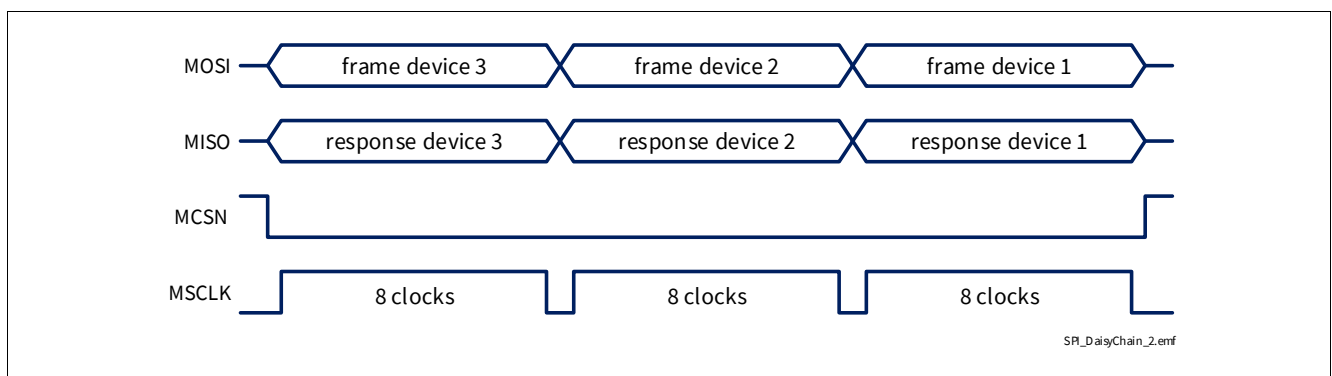 MOSI frame device 3 frame device 2 frame device 1
MISO response device 3 response device 2 response device 1
MCSN
MSCLK 8 clocks 8 clocks 8 clocks
SPI_DaisyChain_2.emf